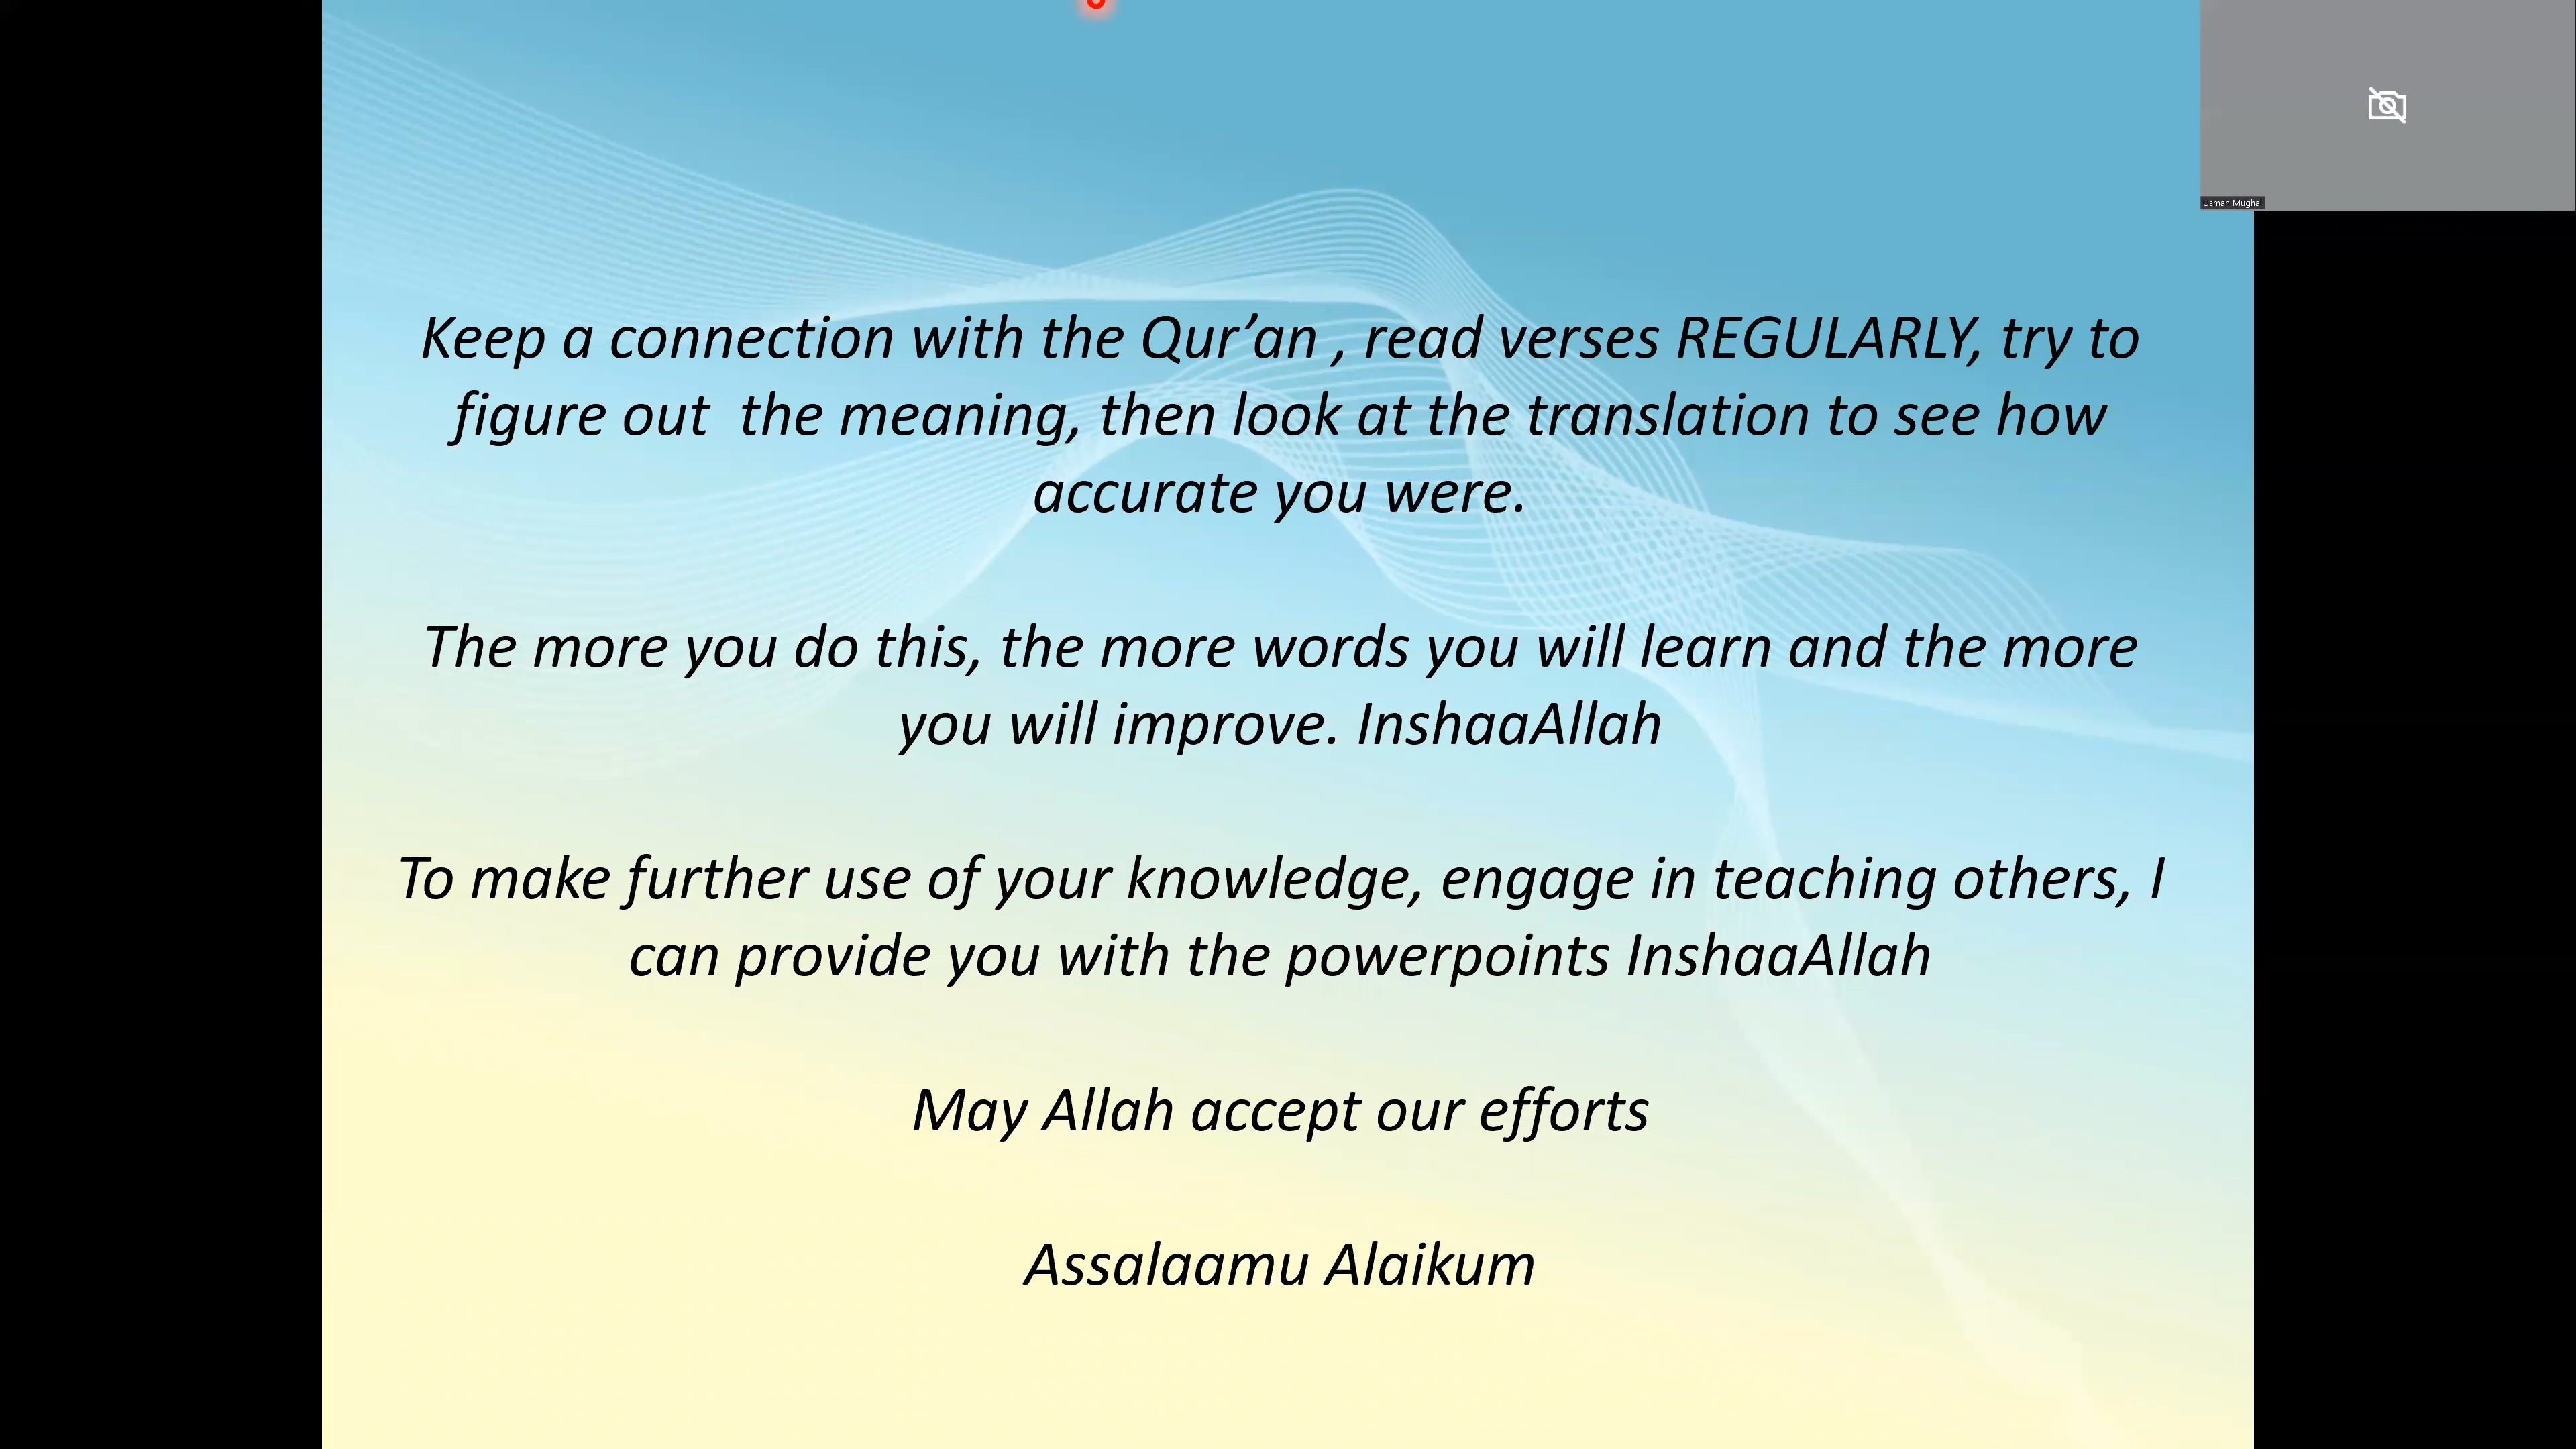 Usman Mughal
Keep a connection with the Qur’an , read verses REGULARLY, try to
figure out  the meaning, then look at the translation to see how
accurate you were.
The more you do this, the more words you will learn and the more
you will improve. InshaaAllah
To make further use of your knowledge, engage in teaching others, I
can provide you with the powerpoints InshaaAllah
May Allah accept our efforts
Assalaamu Alaikum